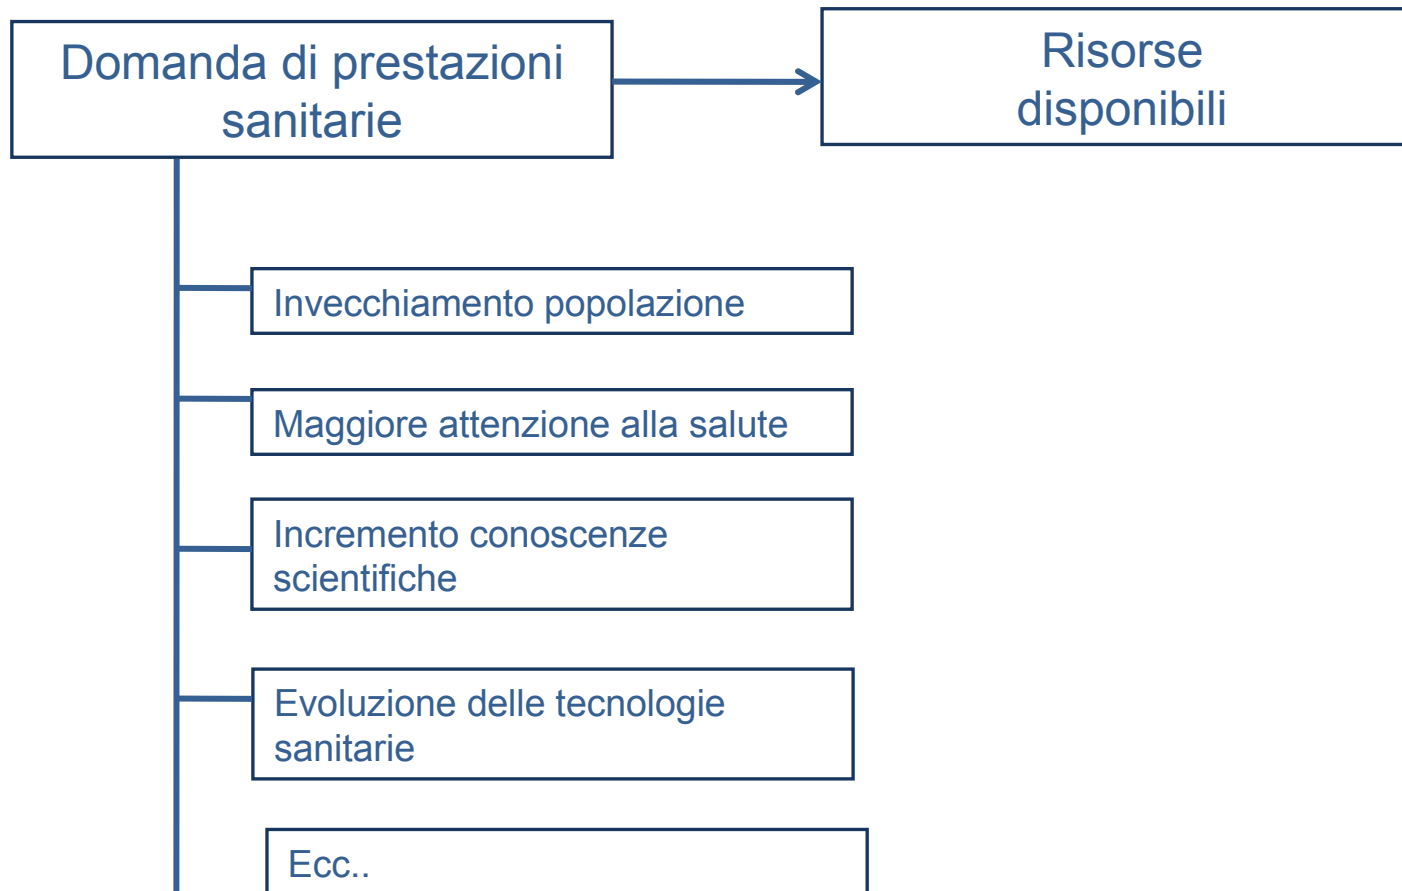 Domanda di prestazioni
sanitarie
Risorse
disponibili
Invecchiamento popolazione
Maggiore attenzione alla salute
Incremento conoscenze
scientifiche
Evoluzione delle tecnologie
sanitarie
Ecc..